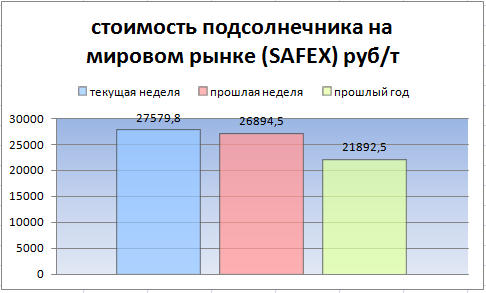 стоимость подсолнечника на
мировом рынке (SAFEX) руб/т
текущая неделя прошлая неделя прошлый год
27579,8 26894,5 21892,5
30000
25000
20000
15000
10000
5000
0